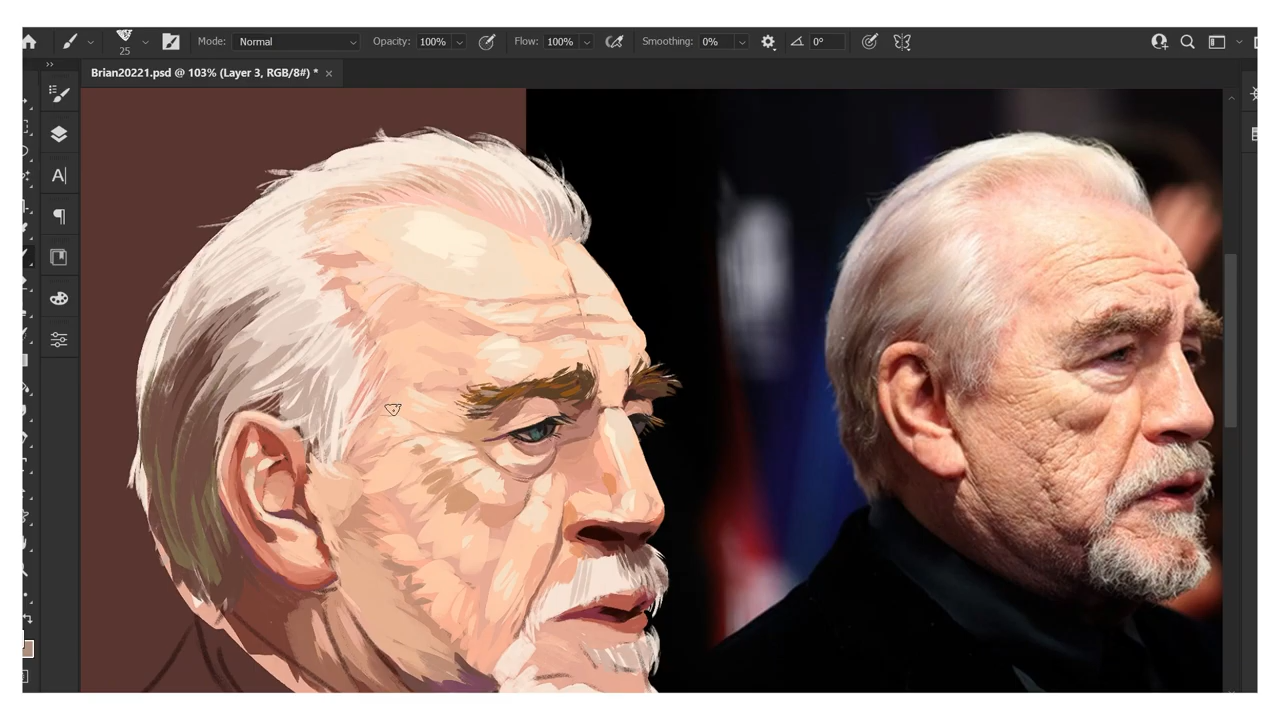 25
Mode: Normal
Opacity: 100%
Flow: 100%
Smoothing: 0%
0°
Brian20221.psd @ 103% (Layer 3, RGB/8#) *
A